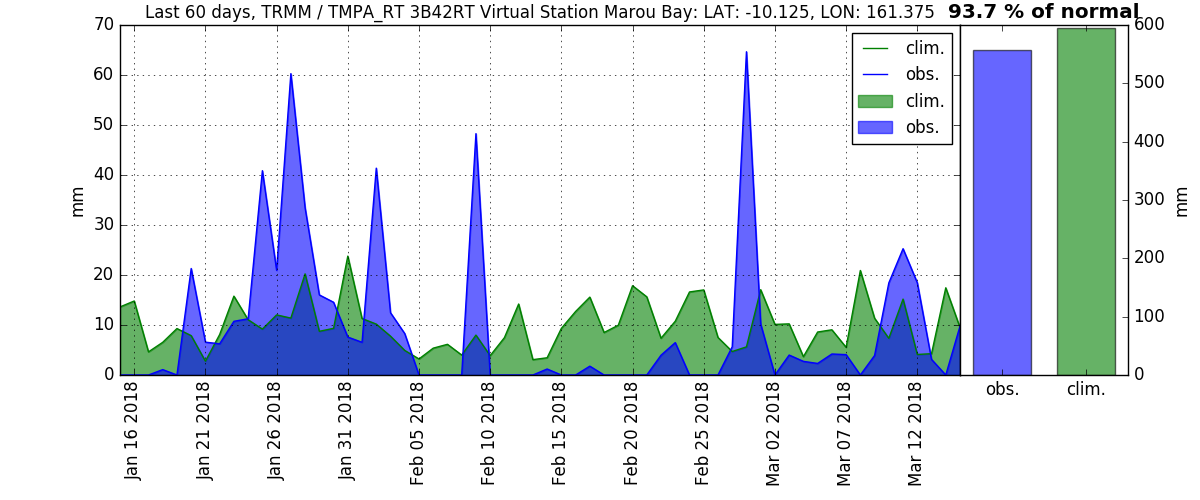 Last 60 days, TRMM / TMPA_RT 3B42RT Virtual Station Marou Bay: LAT: -10.125, LON: 161.375 93.7 % of normal
70
60
50
40
30
20
10
0
mm
clim.
obs.
clim.
obs.
600
500
400
300
200
100
0
mm
obs.
clim.
Jan 16 2018
Jan 21 2018
Jan 26 2018
Jan 31 2018
Feb 05 2018
Feb 10 2018
Feb 15 2018
Feb 20 2018
Feb 25 2018
Mar 02 2018
Mar 07 2018
Mar 12 2018